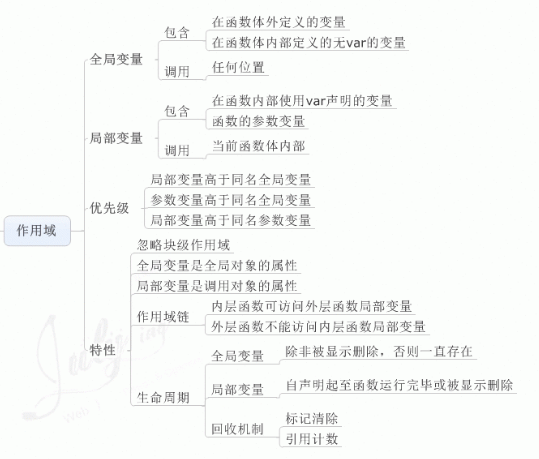 作用域
全局变量
包含
在函数体外定义的变量
在函数体内部定义的无var的变量
调用
任何位置
局部变量
包含
在函数内部使用var声明的变量
函数的参数变量
调用
当前函数体内部
优先级
局部变量高于同名全局变量
参数变量高于同名全局变量
局部变量高于同名参数变量
特性
忽略块级作用域
全局变量是全局对象的属性
局部变量是调用对象的属性
作用域链
内层函数可访问外层函数局部变量
外层函数不能访问内层函数局部变量
生命周期
全局变量
除非被显示删除，否则一直存在
局部变量
自声明起至函数运行完毕或被显示删除
回收机制
标记清除
引用计数